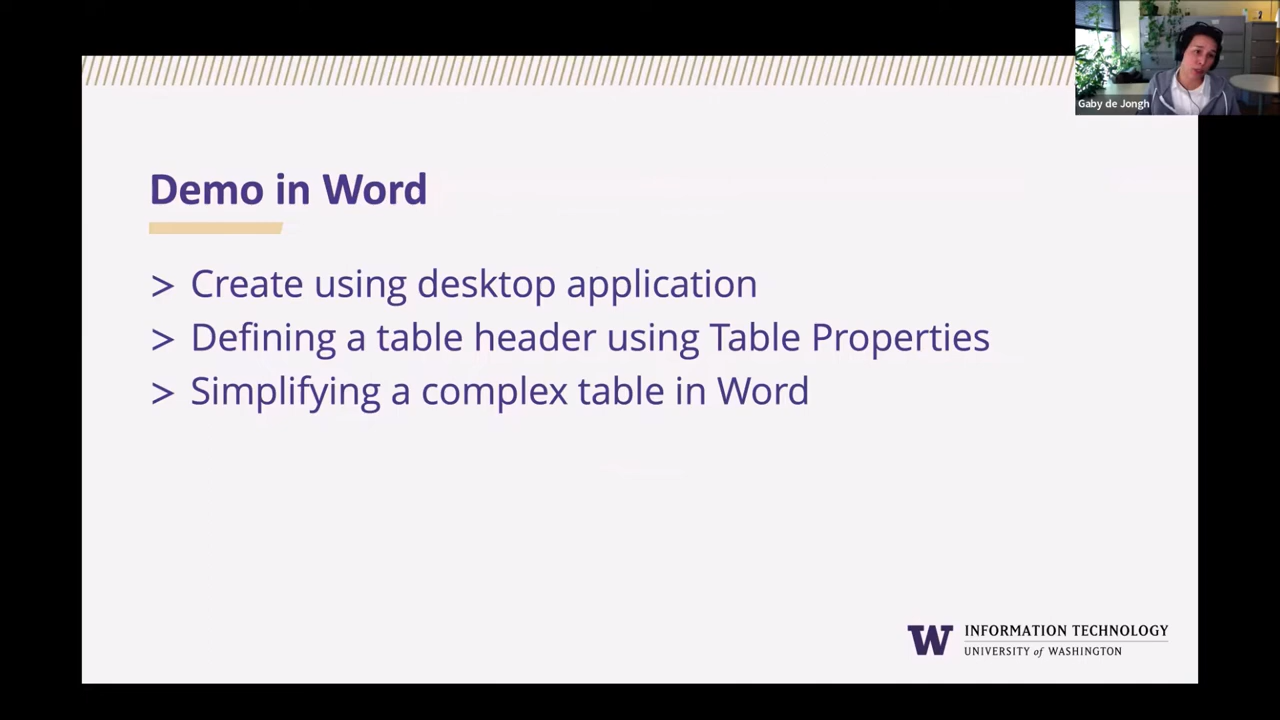 Gaby de Jongh
Demo in Word
> Create using desktop application
> Defining a table header using Table Properties
> Simplifying a complex table in Word
W INFORMATION TECHNOLOGY
UNIVERSITY of WASHINGTON